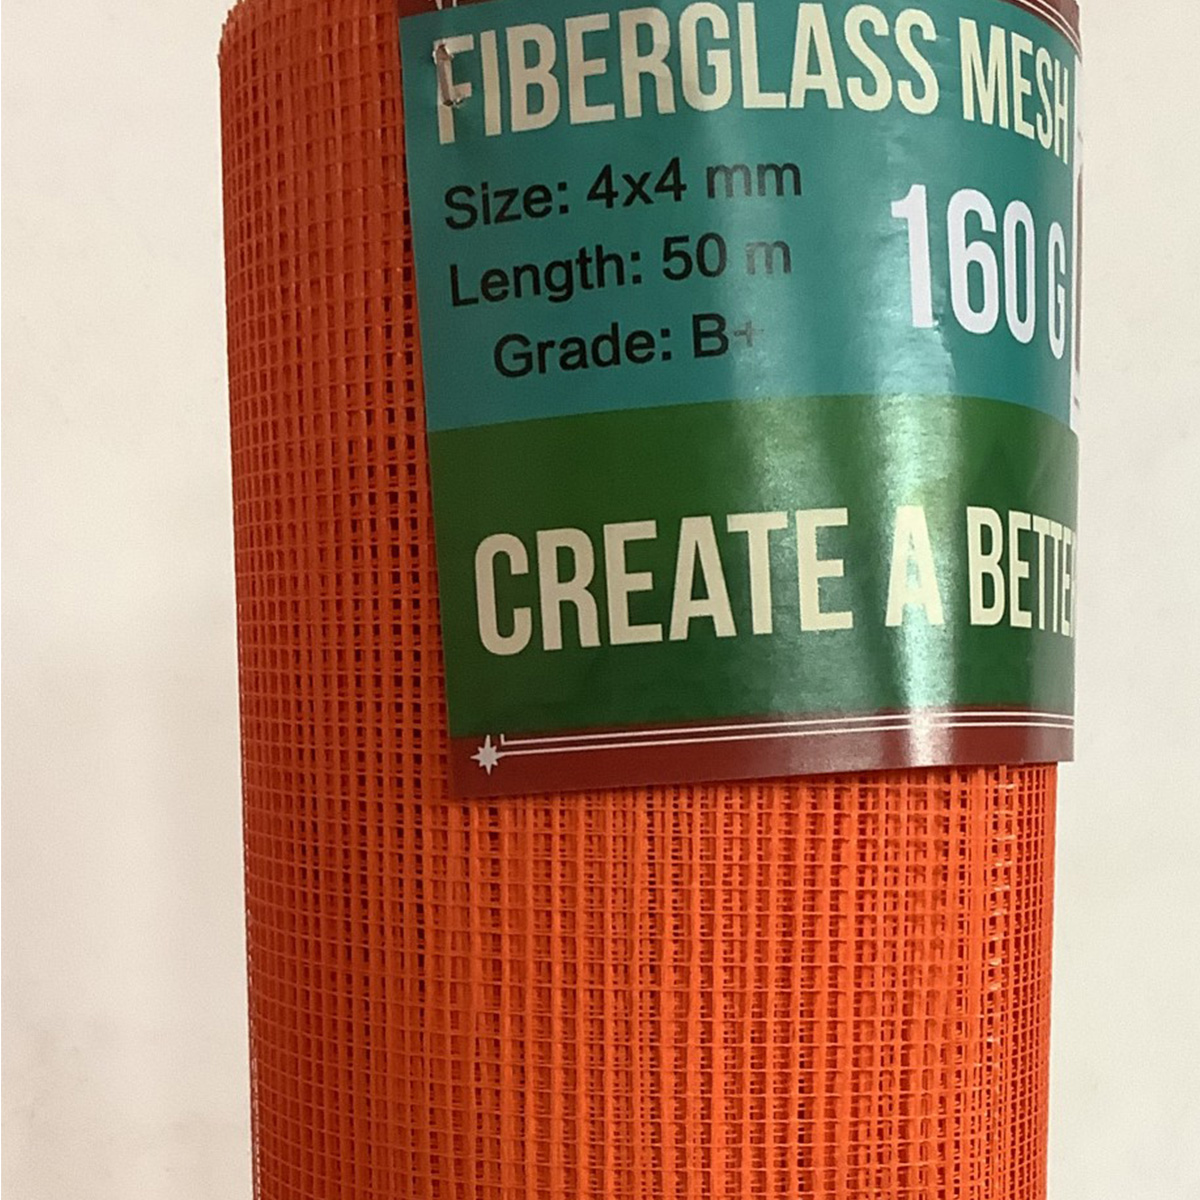 FIBERGLASS MESH
Size: 4x4 mm
160 G
Length: 50 m
Grade: B+
CREATE A BETTE